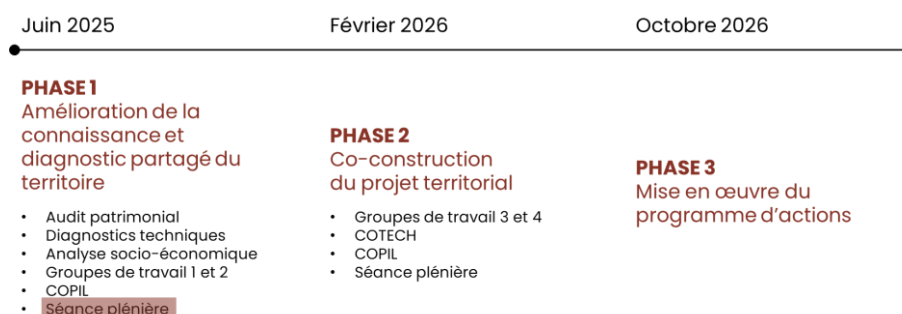 Juin 2025
Février 2026
Octobre 2026
PHASE 1
Amélioration de la
connaissance et
diagnostic partagé du
territoire
• Audit patrimonial
• Diagnostics techniques
• Analyse socio-économique
• Groupes de travail 1 et 2
• COPIL
• Séance plénière
PHASE 2
Co-construction
du projet territorial
• Groupes de travail 3 et 4
• COTECH
• COPIL
• Séance plénière
PHASE 3
Mise en œuvre du
programme d’actions